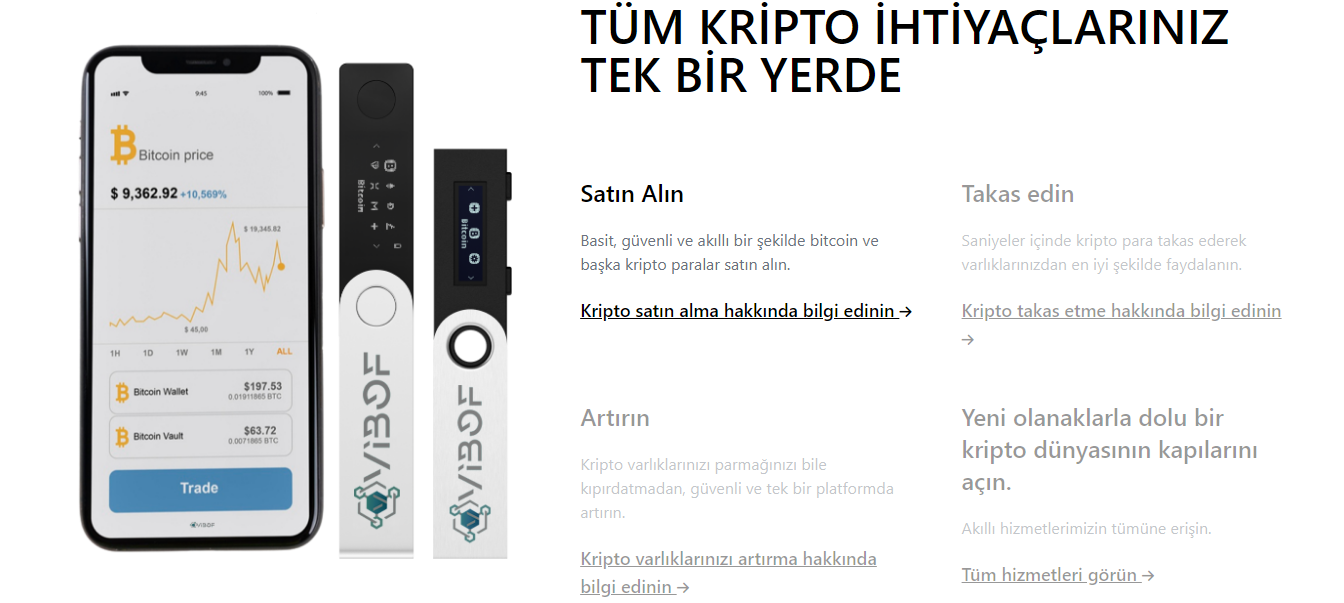 TÜM KRİPTO İHTİYAÇLARINIZ
TEK BİR YERDE
Satın Alın
Basit, güvenli ve akıllı bir şekilde bitcoin ve
başka kripto paralar satın alın.
Kripto satın alma hakkında bilgi edinin →
Takas edin
Saniyeler içinde kripto para takas ederek
varlıklarınızdan en iyi şekilde faydalanın.
Kripto takas etme hakkında bilgi edinin
→
Artırın
Kripto varlıklarınızı parmağınızı bile
kıpırdatmadan, güvenli ve tek bir platformda
artırın.
Kripto varlıklarınızı artırma hakkında
bilgi edinin →
Yeni olanaklarla dolu bir
kripto dünyasının kapılarını
açın.
Akıllı hizmetlerimizin tümüne erişin.
Tüm hizmetleri görün →
9:45
100%
Bitcoin price
$ 9,362.92 +10,569%
$ 19,345.82
$ 45,00
1H 1D 1W 1M 1Y ALL
Bitcoin Wallet
$197.53
0.01911865 BTC
Bitcoin Vault
$63.72
0.0071865 BTC
Trade
ViBOF
Bitcoin
ViBOF
Bitcoin
ViBOF